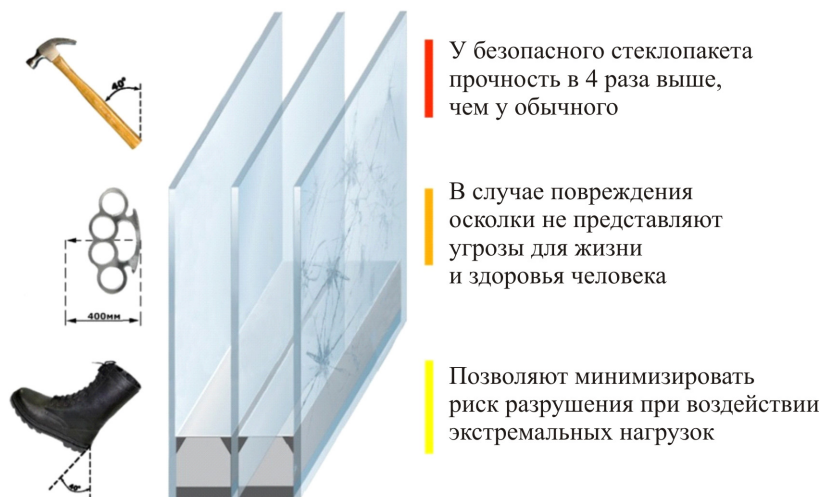 40°
У безопасного стеклопакета
прочность в 4 раза выше,
чем у обычного
В случае повреждения
осколки не представляют
угрозы для жизни
и здоровья человека
400мм
Позволяют минимизировать
риск разрушения при воздействии
экстремальных нагрузок